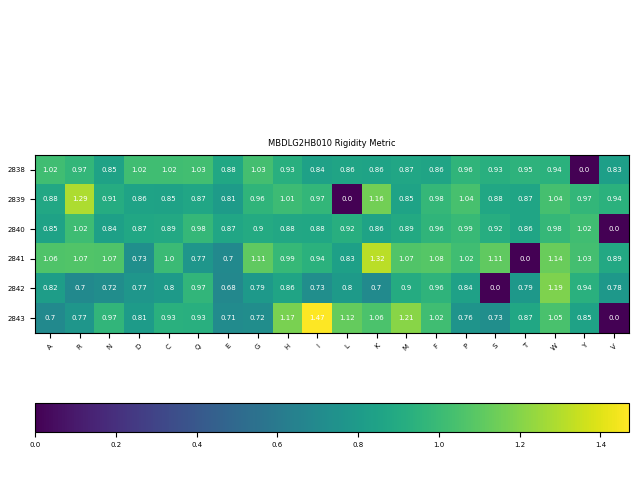 MBDLG2HB010 Rigidity Metric
2838 1.02 0.97 0.85 1.02 1.02 1.03 0.88 1.03 0.93 0.84 0.86 0.86 0.87 0.86 0.96 0.93 0.95 0.94 0.0 0.83
2839 0.88 1.29 0.91 0.86 0.85 0.87 0.81 0.96 1.01 0.97 0.0 1.16 0.85 0.98 1.04 0.88 0.87 1.04 0.97 0.94
2840 0.85 1.02 0.84 0.87 0.89 0.98 0.87 0.9 0.88 0.88 0.92 0.86 0.89 0.96 0.99 0.92 0.86 0.98 1.02 0.0
2841 1.06 1.07 1.07 0.73 1.0 0.77 0.7 1.11 0.99 0.94 0.83 1.32 1.07 1.08 1.02 1.11 0.0 1.14 1.03 0.89
2842 0.82 0.7 0.72 0.77 0.8 0.97 0.68 0.79 0.86 0.73 0.8 0.7 0.9 0.96 0.84 0.0 0.79 1.19 0.94 0.78
2843 0.7 0.77 0.97 0.81 0.93 0.93 0.71 0.72 1.17 1.47 1.12 1.06 1.21 1.02 0.76 0.73 0.87 1.05 0.85 0.0
A R N D C Q E G H I L K M F P S T W Y V
0.0 0.2 0.4 0.6 0.8 1.0 1.2 1.4